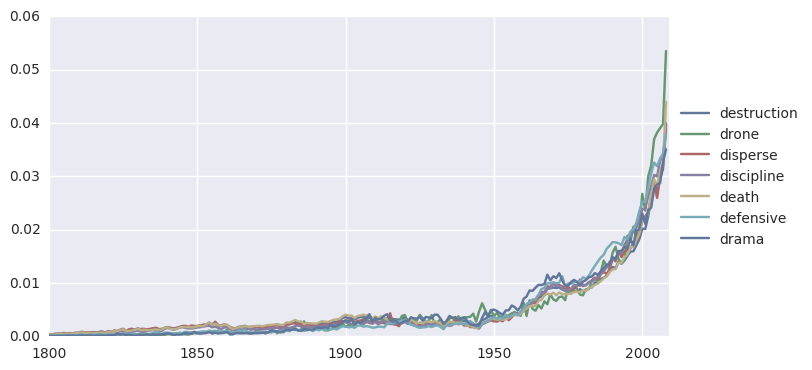 0.06
0.05
0.04
0.03
0.02
0.01
0.00
1800
1850
1900
1950
2000
destruction
drone
disperse
discipline
death
defensive
drama